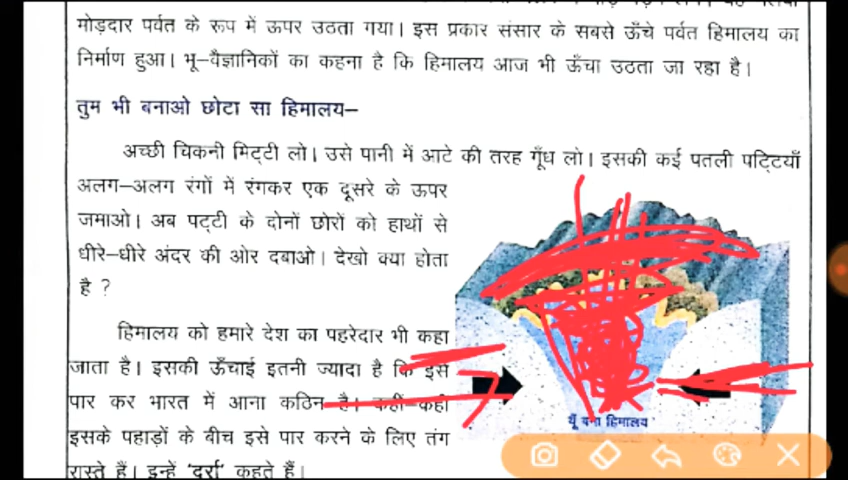 मोड़दार पर्वत के रूप में ऊपर उठता गया। इस प्रकार संसार के सबसे ऊँचे पर्वत हिमालय का
निर्माण हुआ। भू–वैज्ञानिकों का कहना है कि हिमालय आज भी ऊँचा उठता जा रहा है।
तुम भी बनाओ छोटा सा हिमालय–
अच्छी चिकनी मिट्टी लो। उसे पानी में आटे की तरह गूँध लो। इसकी कई पतली पट्टियाँ
अलग–अलग रंगों में रंगकर एक दूसरे के ऊपर
जमाओ। अब पट्टी के दोनों छोरों को हाथों से
धीरे–धीरे अंदर की ओर दबाओ। देखो क्या होता
है ?
हिमालय को हमारे देश का पहरेदार भी कहा
जाता है। इसकी ऊँचाई इतनी ज्यादा है कि इसे
पार कर भारत में आना कठिन है। कहीं–कहीं
इसके पहाड़ों के बीच इसे पार करने के लिए तंग
रास्ते हैं। इन्हें ‘दर्रा’ कहते हैं।
यूँ बना हिमालय